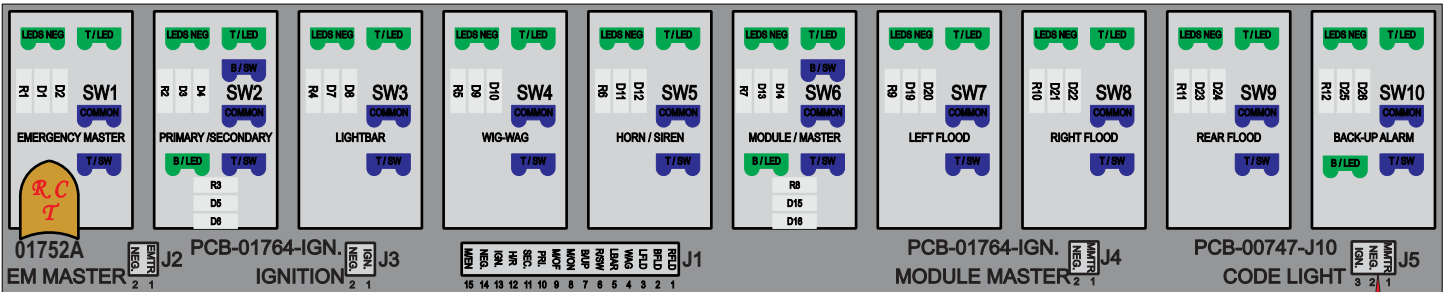 LEDS NEG T / LED
R1 D1 D2
SW1
COMMON
EMERGENCY MASTER
T / SW
R C
T
LEDS NEG T / LED
B / SW
R2 D3 D4
SW2
COMMON
PRIMARY /SECONDARY
B / LED T / SW
R3
D5
D6
LEDS NEG T / LED
R4 D7 D8
SW3
COMMON
LIGHTBAR
T / SW
LEDS NEG T / LED
R5 D9 D10
SW4
COMMON
WIG-WAG
T / SW
LEDS NEG T / LED
R6 D11 D12
SW5
COMMON
HORN / SIREN
T / SW
LEDS NEG T / LED
B / SW
R7 D13 D14
SW6
COMMON
MODULE / MASTER
B / LED T / SW
R8
D15
D16
LEDS NEG T / LED
R9 D19 D20
SW7
COMMON
LEFT FLOOD
T / SW
LEDS NEG T / LED
R10 D21 D22
SW8
COMMON
RIGHT FLOOD
T / SW
LEDS NEG T / LED
R11 D23 D24
SW9
COMMON
REAR FLOOD
T / SW
LEDS NEG T / LED
R12 D25 D26
SW10
COMMON
BACK-UP ALARM
B / LED T / SW
01752A
EM MASTER
NEG. EMTR
2 1
J2
PCB-01764-IGN.
IGNITION
NEG. IGN.
2 1
J3
NEG. IGN. HR SEC. PRI. M/OF MON R/SW LBAR WAG LFLD BFLD RFLD
15 14 13 12 11 10 9 8 7 6 5 4 3 2 1
J1
PCB-01764-IGN.
MODULE MASTER
NEG. MMTR
2 1
J4
PCB-00747-J10
CODE LIGHT
IGN. NEG. MMTR
3 2 1
J5